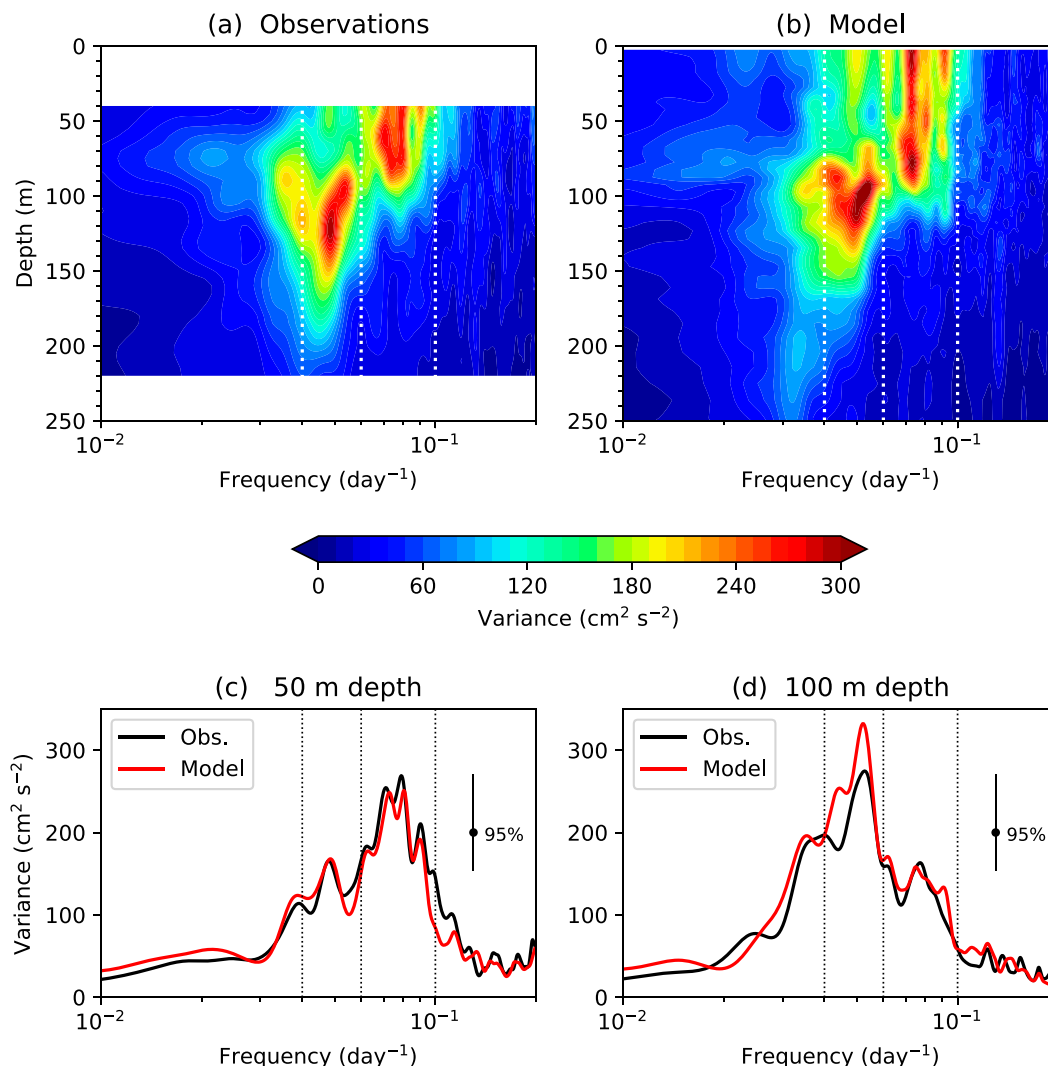 (a)  Observations
(b)  Model
0
50
100
150
200
250
Depth (m)
10⁻²
10⁻¹
Frequency (day⁻¹)
0
50
100
150
200
250
10⁻²
10⁻¹
Frequency (day⁻¹)
0
60
120
180
240
300
Variance (cm² s⁻²)
(c)  50 m depth
(d)  100 m depth
300
200
100
0
Variance (cm² s⁻²)
Obs.
Model
95%
10⁻²
10⁻¹
Frequency (day⁻¹)
300
200
100
0
Obs.
Model
95%
10⁻²
10⁻¹
Frequency (day⁻¹)